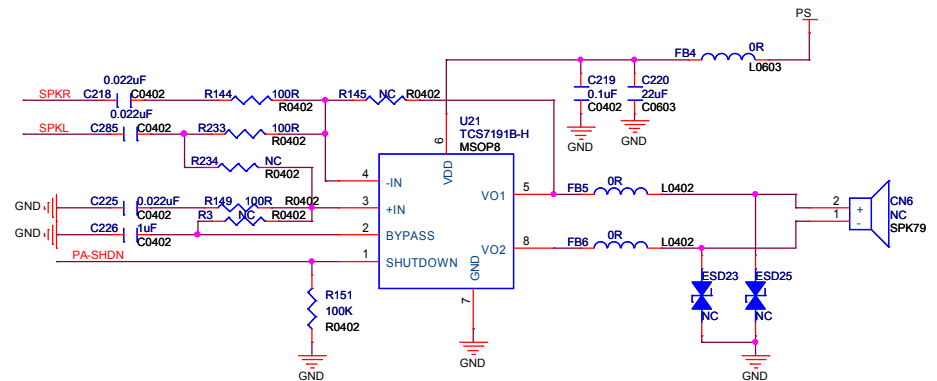 PS
FB4
0R
L0603
C219
0.1uF
C0402
C220
22uF
C0603
GND
GND
0.022uF
SPKR
C218
C0402
R144
100R
R0402
R145
NC
R0402
0.022uF
SPKL
C285
C0402
R233
100R
R0402
R234
NC
R0402
U21
TCS7191B-H
MSOP8
6
VDD
4
-IN
3
+IN
2
BYPASS
1
SHUTDOWN
5
VO1
8
VO2
GND
7
GND
GND
C225
0.022uF
C0402
R149
100R
R0402
R3
NC
GND
C226
1uF
C0402
PA-SHDN
R151
100K
R0402
GND
FB5
0R
L0402
FB6
0R
L0402
2
1
+
-
CN6
NC
SPK79
ESD23
NC
ESD25
NC
GND